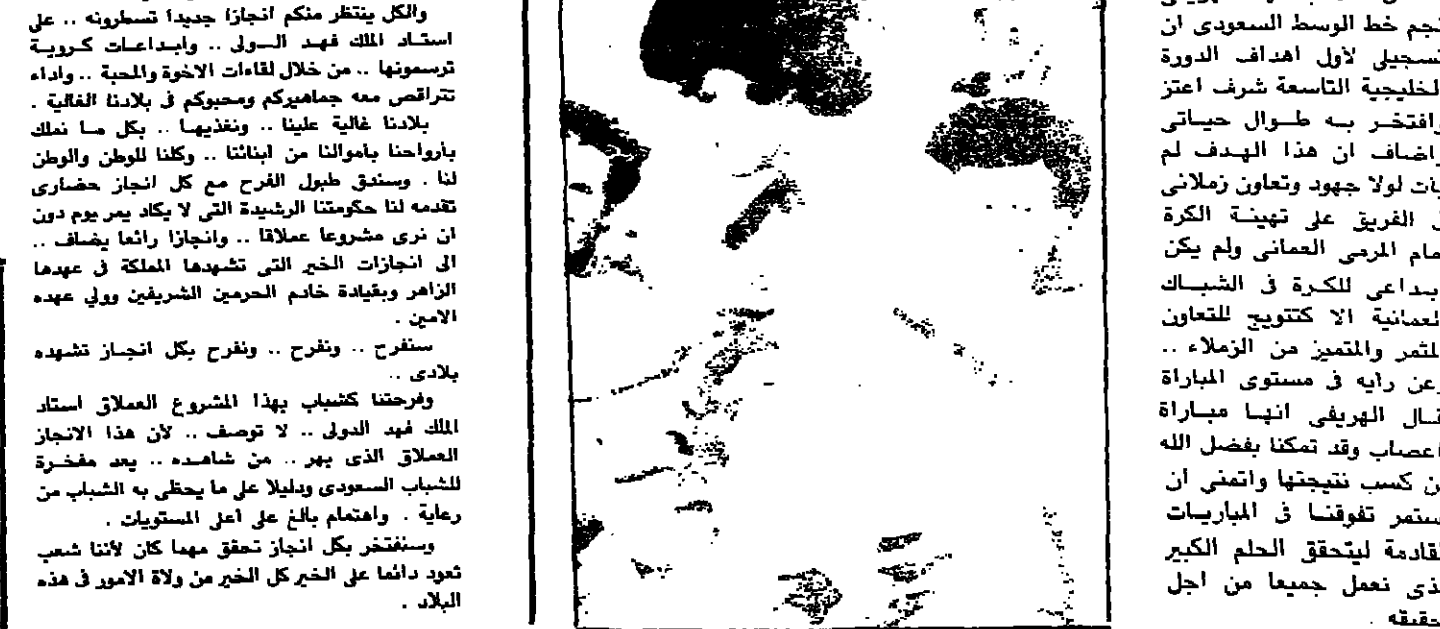 نجم خط الوسط السعودى ان
تسجيلى لأول اهداف الدورة
الخليجية التاسعة شرف اعتز
وافتخر به طوال حياتى
واضاف ان هذا الهدف لم
يأت لولا جهود وتعاون زملائى
الفريق على تهيئة الكرة
امام المرمى العمانى ولم يكن
ايداعى للكرة فى الشباك
العمانية الا كتتويج للتعاون
المثمر والمتميز من الزملاء ..
وعن رأيه فى مستوى المباراة
قال الهريفى انها مباراة
اعصاب وقد تمكنا بفضل الله
من كسب نتيجتها واتمنى ان
يستمر تفوقنا فى المباريات
القادمة ليتحقق الحلم الكبير
الذى نعمل جميعا من اجل
تحقيقه .
والكل ينتظر منكم انجازا جديدا تسطرونه .. على
استاد الملك فهد الدولى .. وابداعات كروية
ترسمونها .. من خلال لقاءات الاخوة والمحبة .. واداء
تتراقص معه جماهيركم ومحبوكم فى بلادنا الغالية .
بلادنا غالية علينا .. ونغذيها .. بكل ما نملك
بأرواحنا بأموالنا من ابنائنا .. وكلنا للوطن والوطن
لنا . وسندق طبول الفرح مع كل انجاز حضارى
تقدمه لنا حكومتنا الرشيدة التى لا يكاد يمر يوم دون
ان نرى مشروعا عملاقا .. وانجازا رائعا يضاف ..
الى انجازات الخير التى تشهدها المملكة فى عهدها
الزاهر وبقيادة خادم الحرمين الشريفين وولي عهده
الامين .
سنفرح .. ونفرح .. ونفرح بكل انجاز تشهده
بلادى ..
وفرحتنا كشباب بهذا المشروع العملاق استاد
الملك فهد الدولى .. لا توصف .. لأن هذا الانجاز
العملاق الذى بهر .. من شاهده .. يعد مفخرة
للشباب السعودى ودليلا على ما يحظى به الشباب من
رعاية . واهتمام بالغ على أعلى المستويات .
وسنفتخر بكل انجاز تحقق مهما كان لأننا شعب
تعود دائما على الخير كل الخير من ولاة الامور فى هذه
البلاد .